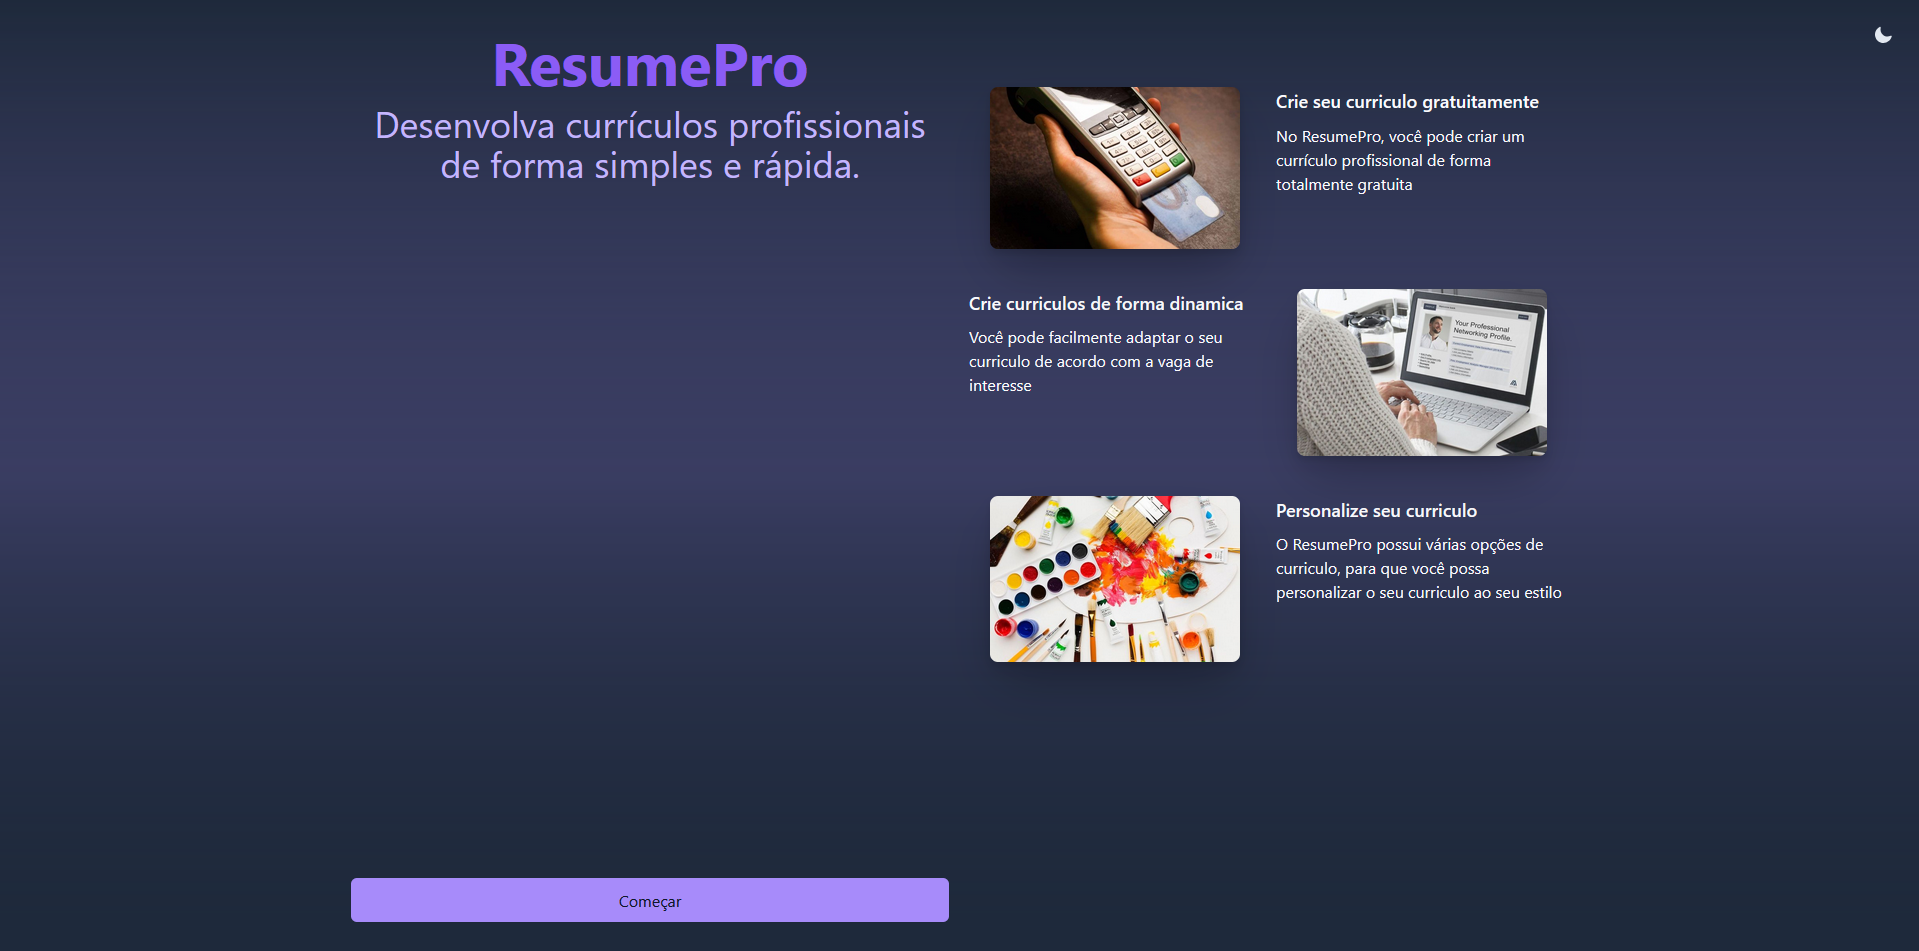 ResumePro
Desenvolva currículos profissionais
de forma simples e rápida.
Crie seu curriculo gratuitamente
No ResumePro, você pode criar um
currículo profissional de forma
totalmente gratuita
Crie curriculos de forma dinamica
Você pode facilmente adaptar o seu
curriculo de acordo com a vaga de
interesse
Your Professional
Networking Profile.
Personalize seu curriculo
O ResumePro possui várias opções de
curriculo, para que você possa
personalizar o seu curriculo ao seu estilo
Começar